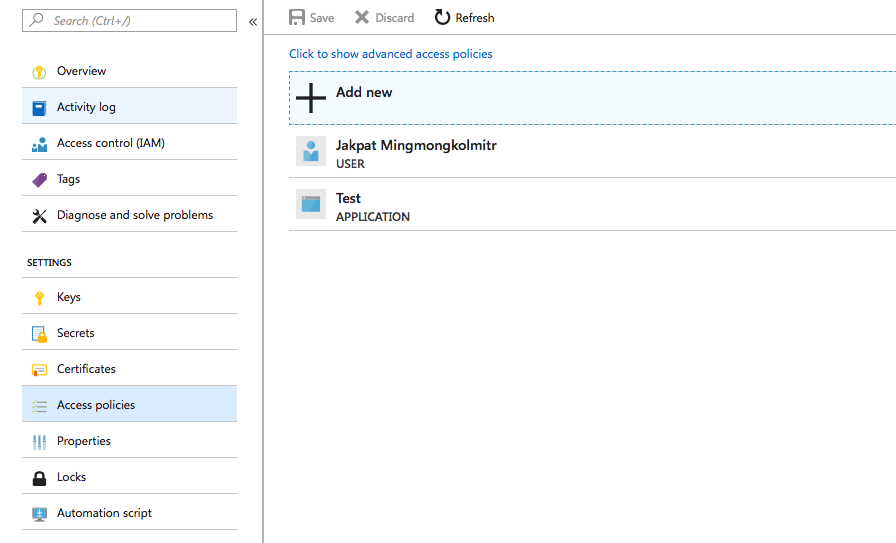 Search (Ctrl+/)
«
Overview
Activity log
Access control (IAM)
Tags
Diagnose and solve problems
SETTINGS
Keys
Secrets
Certificates
Access policies
Properties
Locks
Automation script
Save
Discard
Refresh
Click to show advanced access policies
Add new
Jakpat Mingmongkolmitr
USER
Test
APPLICATION